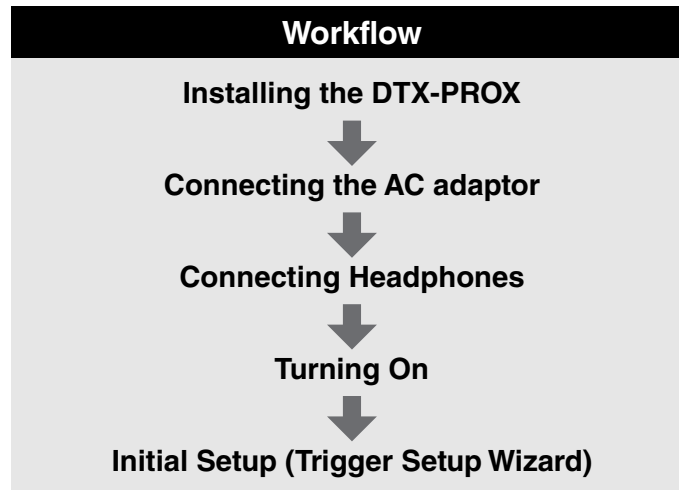 Workflow
Installing the DTX-PROX
Connecting the AC adaptor
Connecting Headphones
Turning On
Initial Setup (Trigger Setup Wizard)